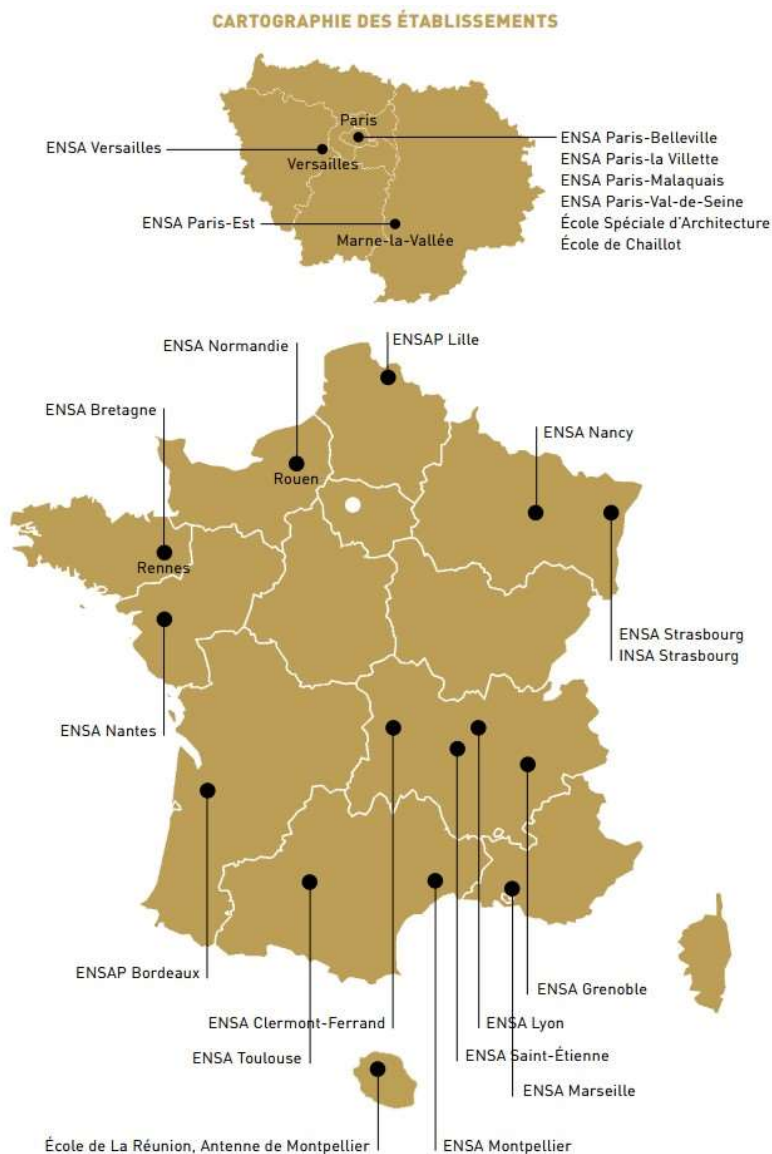 CARTOGRAPHIE DES ÉTABLISSEMENTS
Paris
ENSA Versailles
Versailles
ENSA Paris-Belleville
ENSA Paris-la Villette
ENSA Paris-Malaquais
ENSA Paris-Val-de-Seine
École Spéciale d'Architecture
École de Chaillot
ENSA Paris-Est
Marne-la-Vallée
ENSA Normandie
ENSAP Lille
ENSA Bretagne
ENSA Nancy
Rouen
Rennes
ENSA Strasbourg
INSA Strasbourg
ENSA Nantes
ENSAP Bordeaux
ENSA Grenoble
ENSA Clermont-Ferrand
ENSA Lyon
ENSA Toulouse
ENSA Saint-Étienne
ENSA Marseille
École de La Réunion, Antenne de Montpellier
ENSA Montpellier